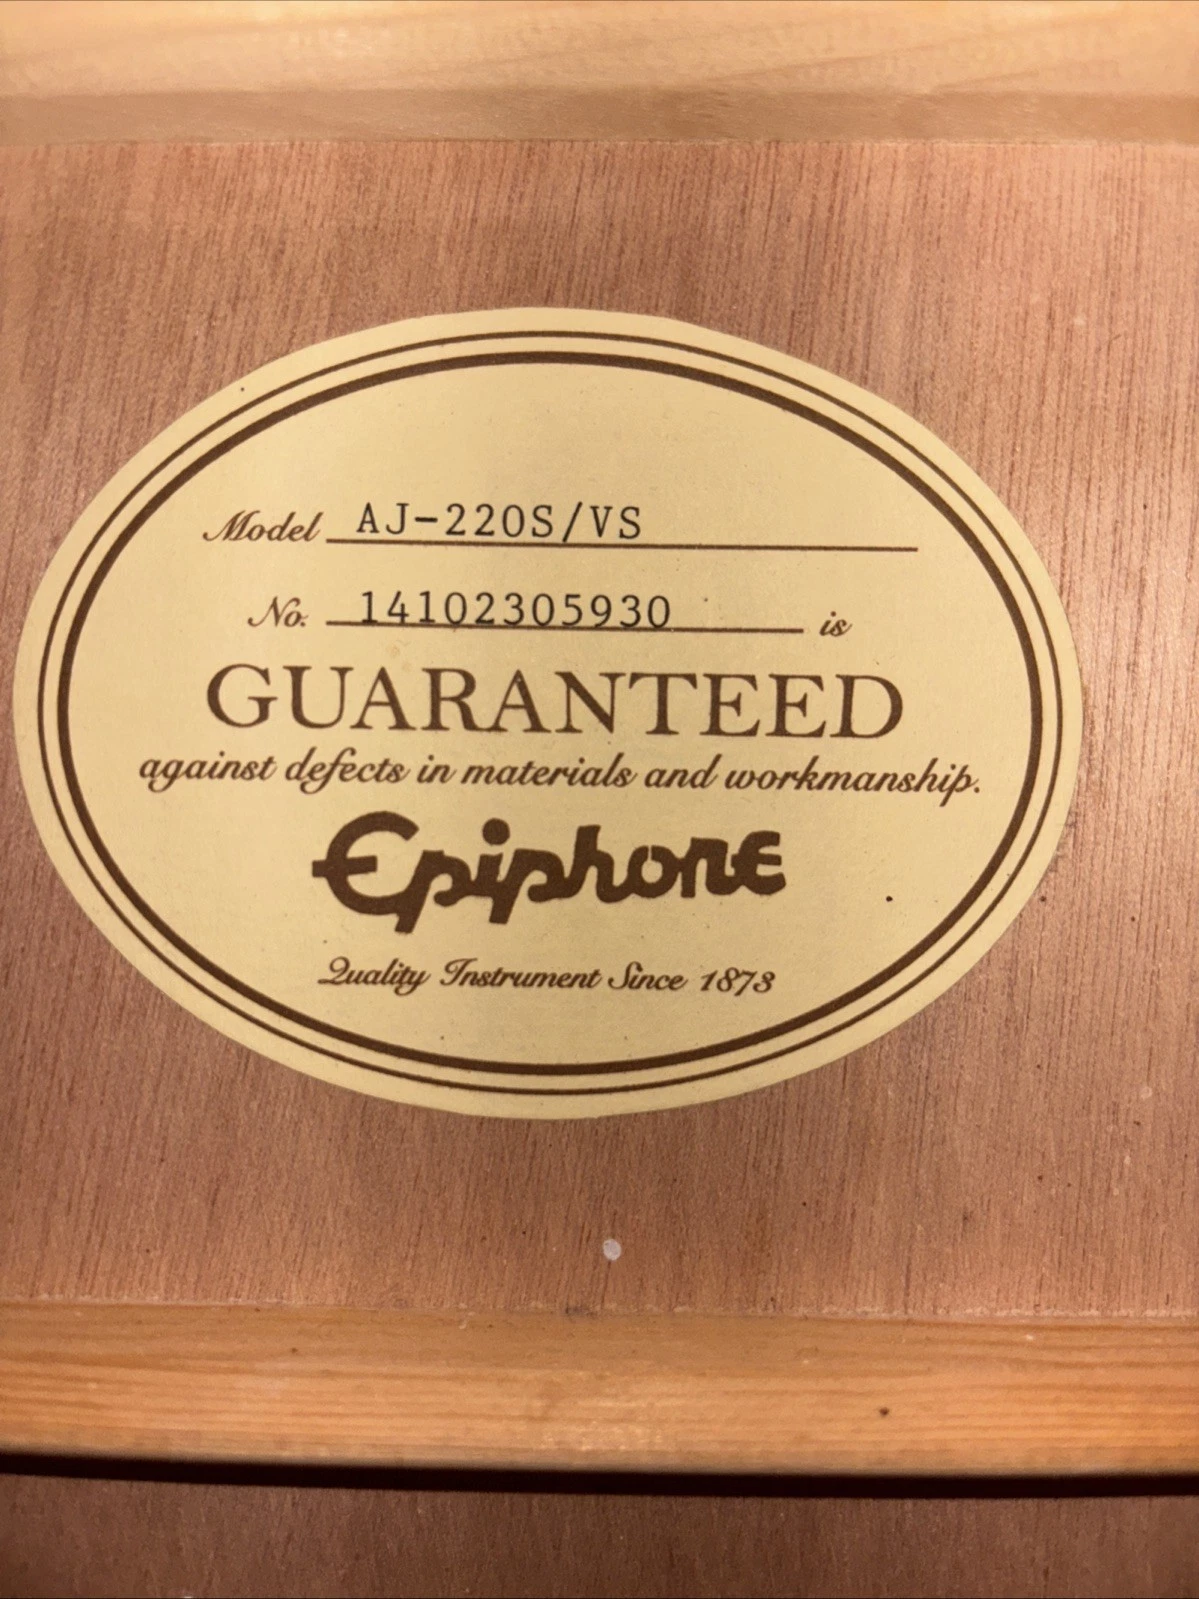 Model AJ-220S/VS
No. 14102305930 is
GUARANTEED
against defects in materials and workmanship.
Epiphone
Quality Instrument Since 1873